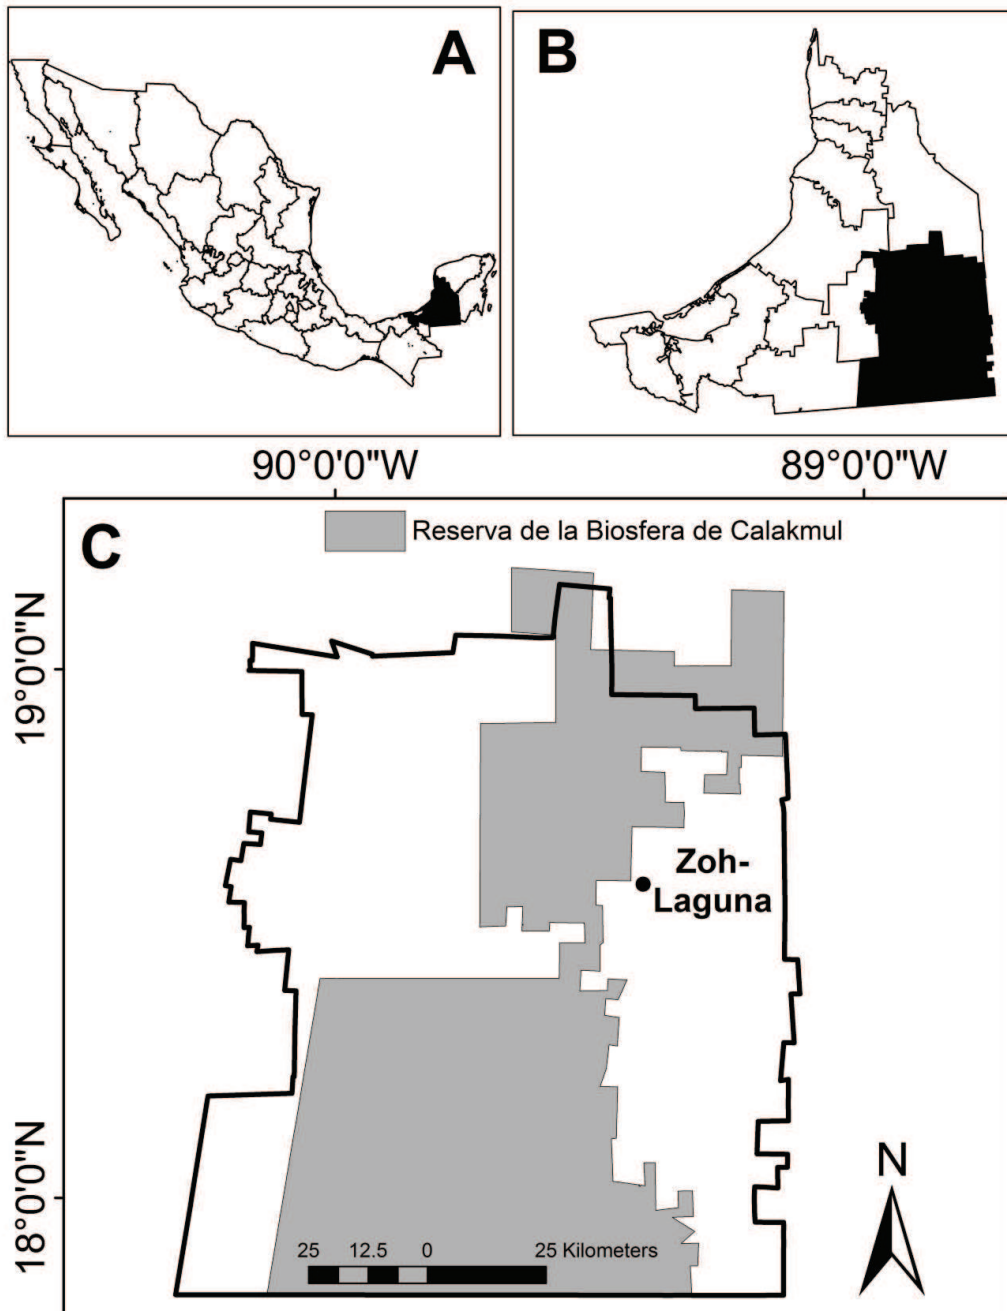 A
B
90°0'0"W
89°0'0"W
C
Reserva de la Biosfera de Calakmul
19°0'0"N
Zoh-
Laguna
18°0'0"N
N
25 12.5 0 25 Kilometers